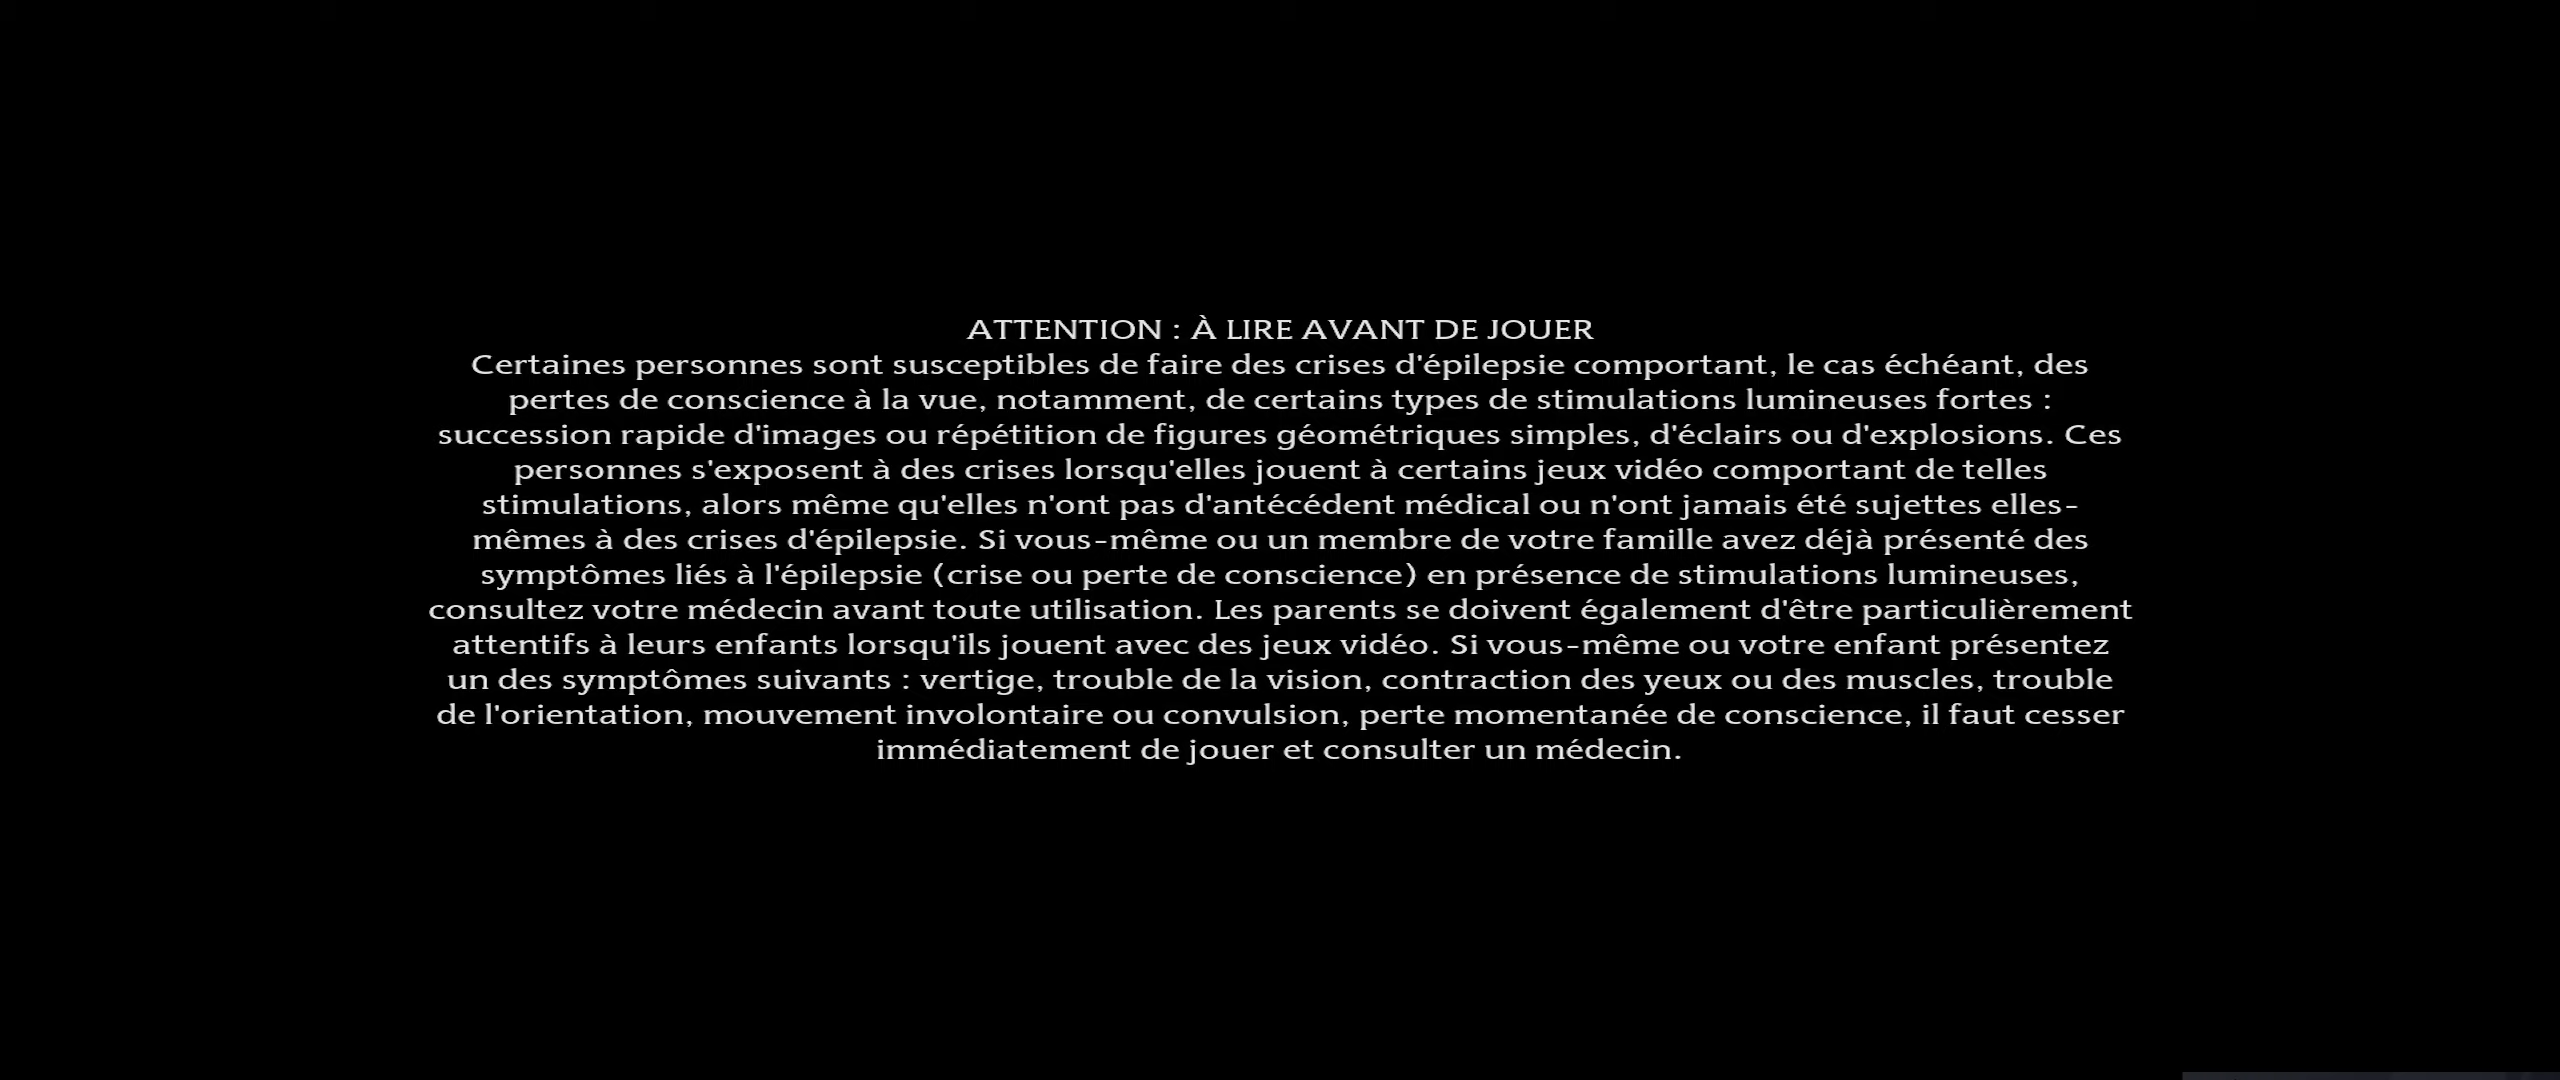 ATTENTION : À LIRE AVANT DE JOUER
Certaines personnes sont susceptibles de faire des crises d'épilepsie comportant, le cas échéant, des
pertes de conscience à la vue, notamment, de certains types de stimulations lumineuses fortes :
succession rapide d'images ou répétition de figures géométriques simples, d'éclairs ou d'explosions. Ces
personnes s'exposent à des crises lorsqu'elles jouent à certains jeux vidéo comportant de telles
stimulations, alors même qu'elles n'ont pas d'antécédent médical ou n'ont jamais été sujettes elles-
mêmes à des crises d'épilepsie. Si vous-même ou un membre de votre famille avez déjà présenté des
symptômes liés à l'épilepsie (crise ou perte de conscience) en présence de stimulations lumineuses,
consultez votre médecin avant toute utilisation. Les parents se doivent également d'être particulièrement
attentifs à leurs enfants lorsqu'ils jouent avec des jeux vidéo. Si vous-même ou votre enfant présentez
un des symptômes suivants : vertige, trouble de la vision, contraction des yeux ou des muscles, trouble
de l'orientation, mouvement involontaire ou convulsion, perte momentanée de conscience, il faut cesser
immédiatement de jouer et consulter un médecin.